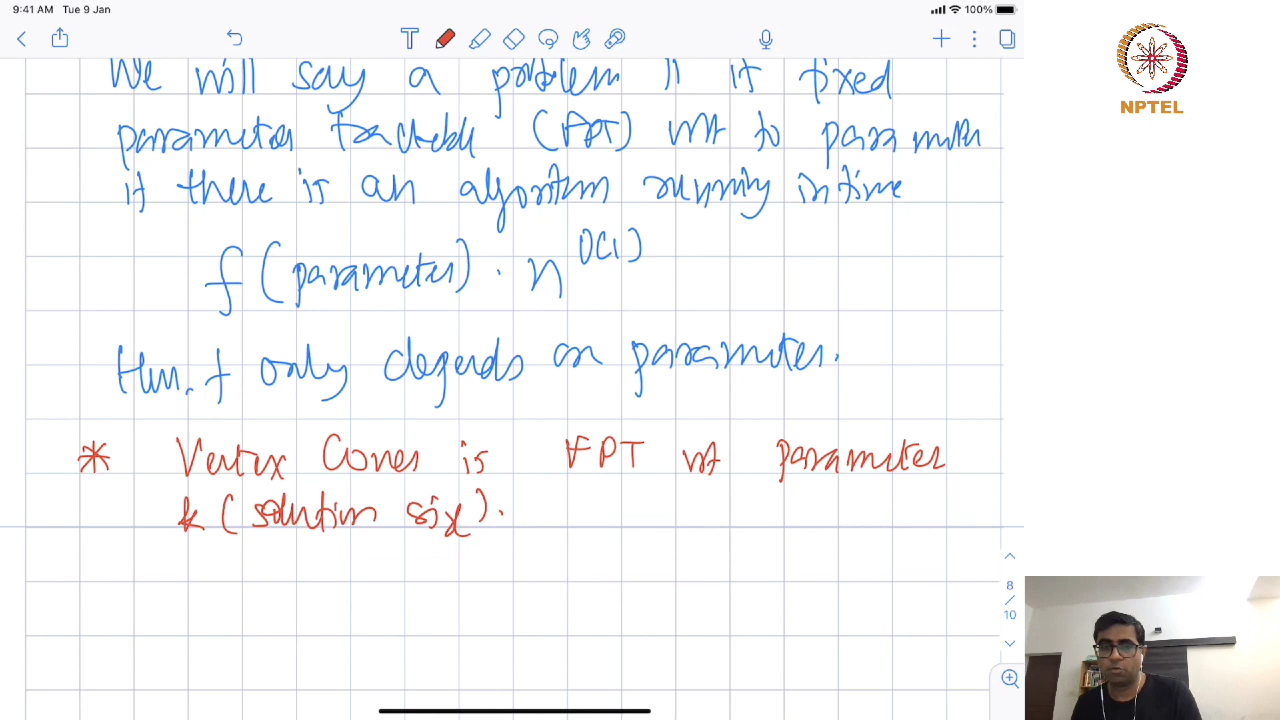 9:41 AM Tue 9 Jan
100%
We will say a problem is fixed
parameter tractable (FPT) wrt to parameter
if there is an algorithm running in time
f (parameter) . n^O(1)
Here, f only depends on parameter.
* Vertex Cover is FPT wrt parameter
k (solution size).
8
/
10
NPTEL